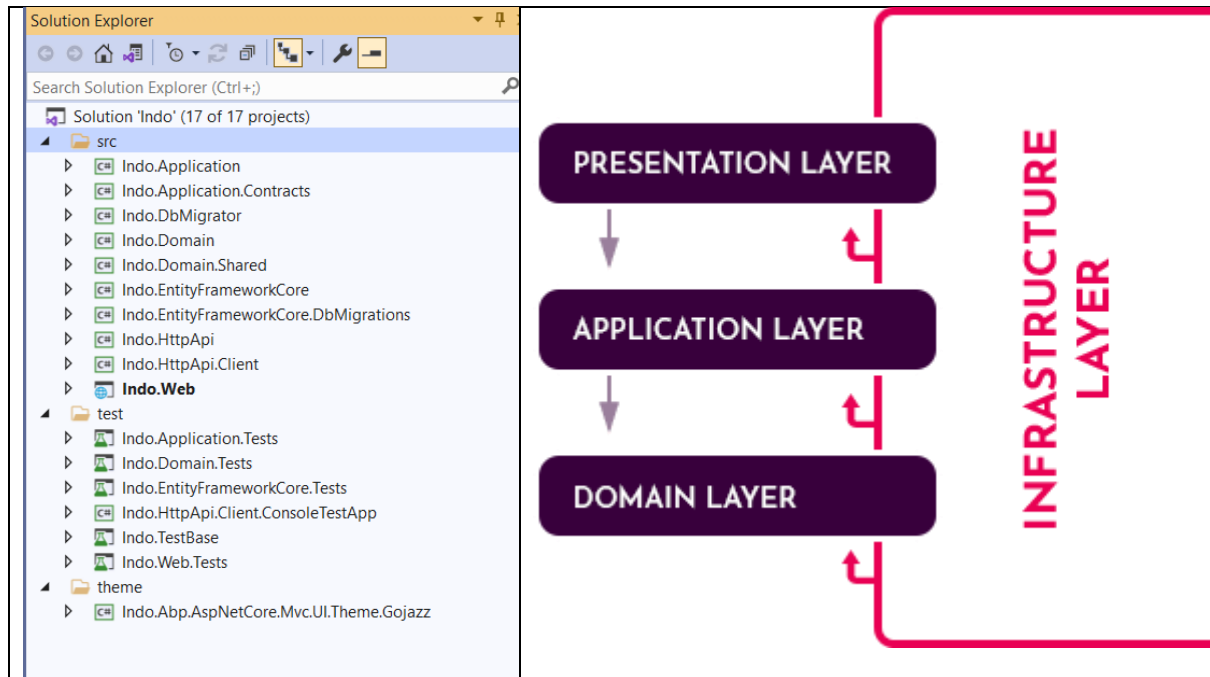 Solution Explorer
Search Solution Explorer (Ctrl+;)
Solution 'Indo' (17 of 17 projects)
src
C# Indo.Application
C# Indo.Application.Contracts
C# Indo.DbMigrator
C# Indo.Domain
C# Indo.Domain.Shared
C# Indo.EntityFrameworkCore
C# Indo.EntityFrameworkCore.DbMigrations
C# Indo.HttpApi
C# Indo.HttpApi.Client
Indo.Web
test
Indo.Application.Tests
Indo.Domain.Tests
Indo.EntityFrameworkCore.Tests
C# Indo.HttpApi.Client.ConsoleTestApp
Indo.TestBase
Indo.Web.Tests
theme
C# Indo.Abp.AspNetCore.Mvc.UI.Theme.Gojazz
PRESENTATION LAYER
APPLICATION LAYER
DOMAIN LAYER
INFRASTRUCTURE
LAYER